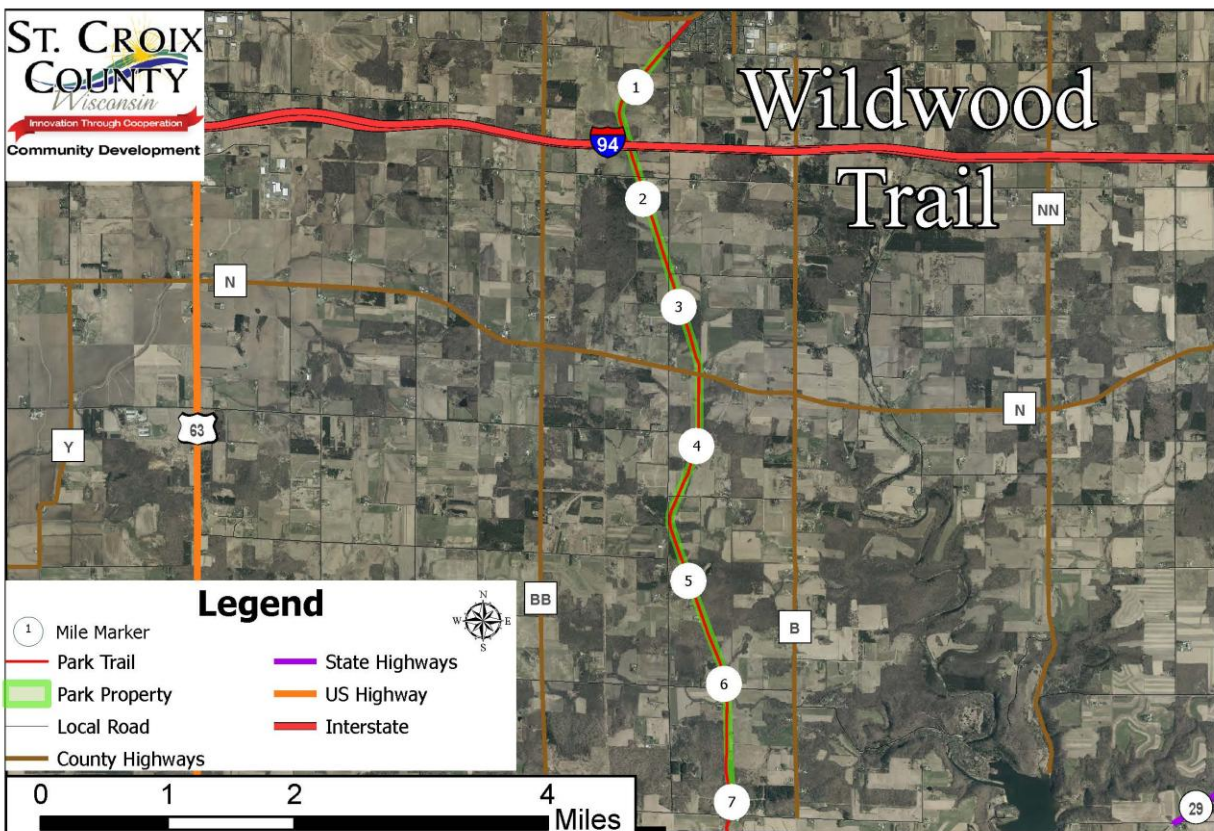 ST. CROIX
COUNTY
Wisconsin
Innovation Through Cooperation
Community Development
Wildwood
Trail
1
94
2
NN
N
3
63
Y
N
4
5
BB
B
6
7
29
Legend
N
W E
S
1 Mile Marker
Park Trail
Park Property
Local Road
County Highways
State Highways
US Highway
Interstate
0 1 2 4
Miles